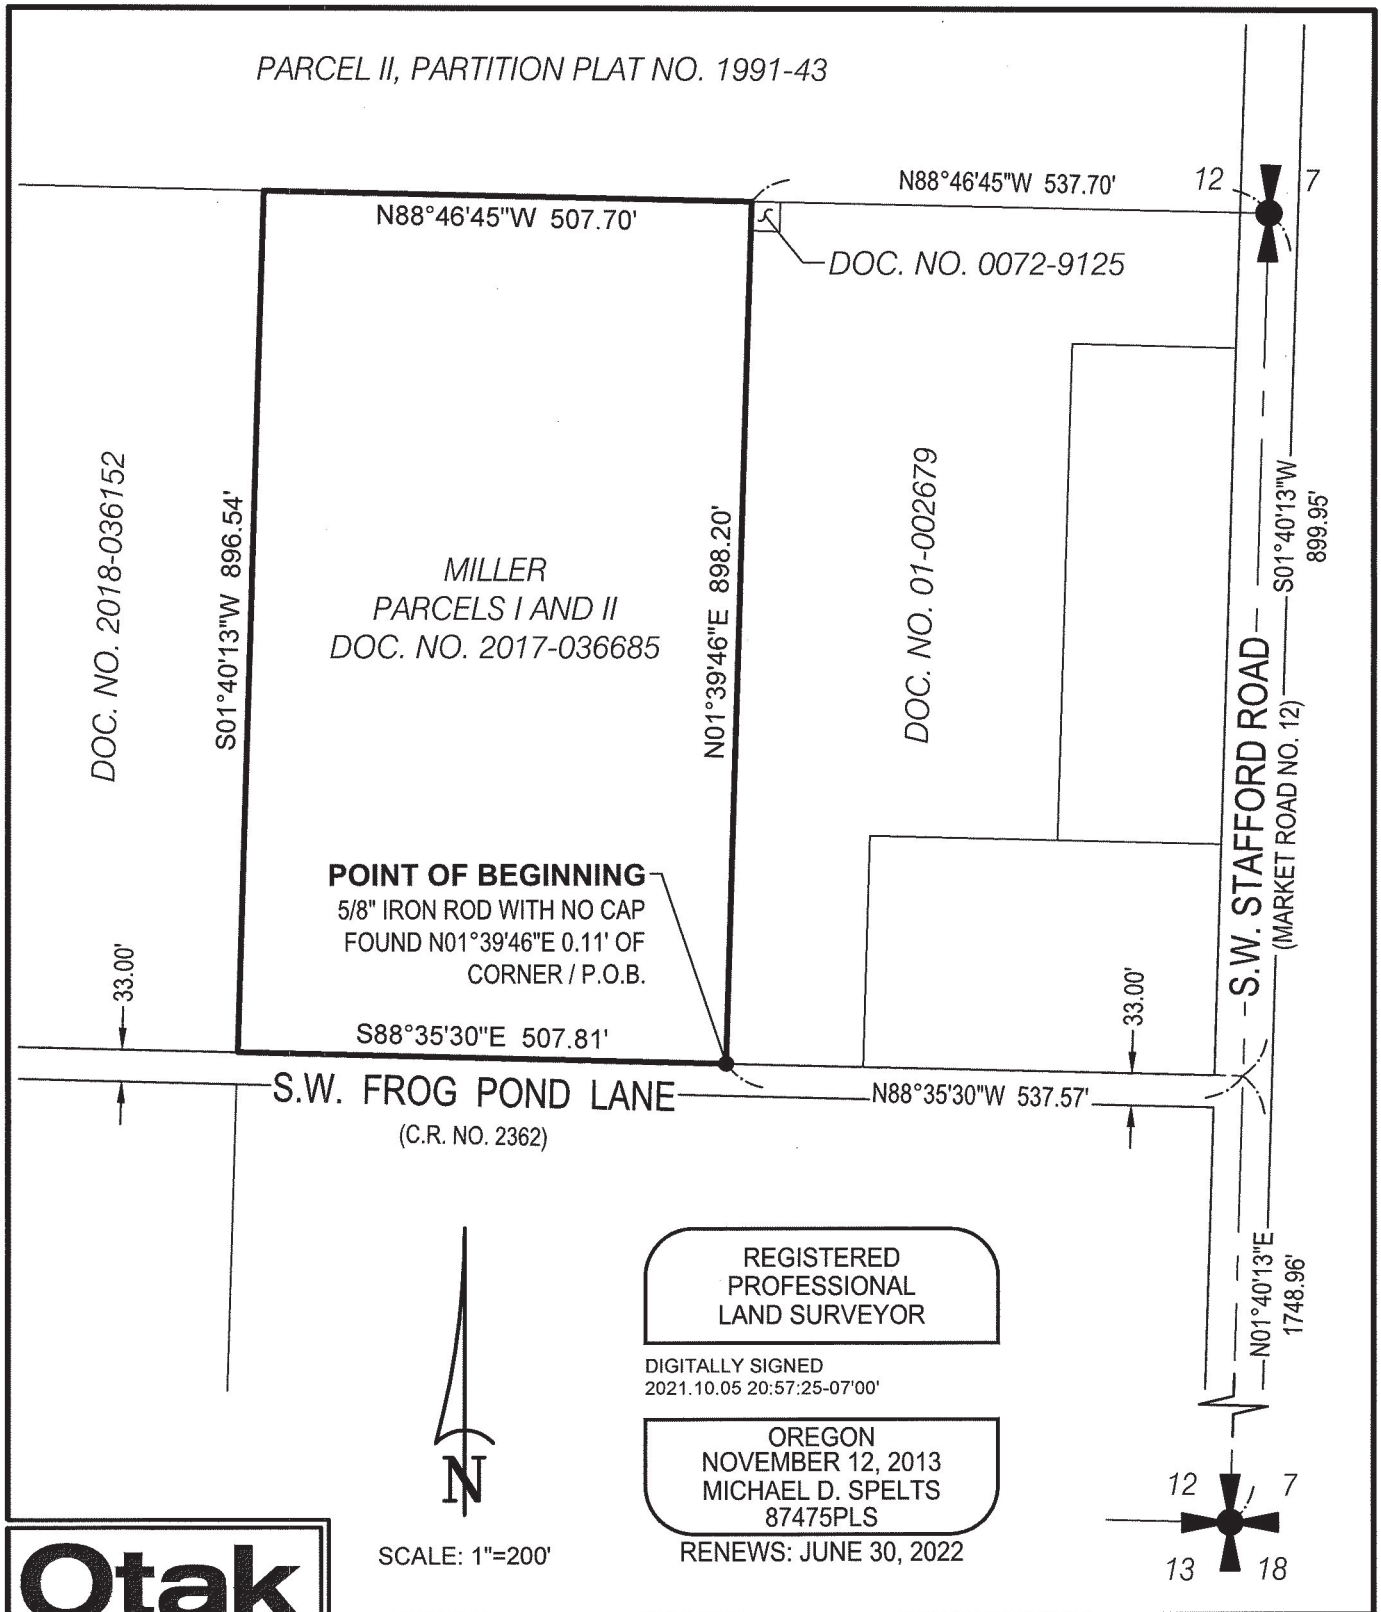 PARCEL II, PARTITION PLAT NO. 1991-43
N88°46'45"W 507.70'
N88°46'45"W 537.70'
12
7
DOC. NO. 0072-9125
DOC. NO. 2018-036152
S01°40'13"W 896.54'
MILLER
PARCELS I AND II
DOC. NO. 2017-036685
N01°39'46"E 898.20'
DOC. NO. 01-002679
S01°40'13"W
899.95'
S.W. STAFFORD ROAD
(MARKET ROAD NO. 12)
POINT OF BEGINNING
5/8" IRON ROD WITH NO CAP
FOUND N01°39'46"E 0.11' OF
CORNER / P.O.B.
33.00'
33.00'
S88°35'30"E 507.81'
S.W. FROG POND LANE
(C.R. NO. 2362)
N88°35'30"W 537.57'
N01°40'13"E
1748.96'
N
SCALE: 1"=200'
REGISTERED
PROFESSIONAL
LAND SURVEYOR
DIGITALLY SIGNED
2021.10.05 20:57:25-07'00'
OREGON
NOVEMBER 12, 2013
MICHAEL D. SPELTS
87475PLS
RENEWS: JUNE 30, 2022
12
7
13
18
Otak